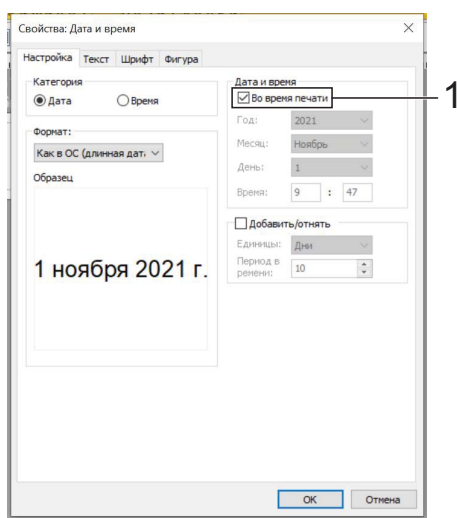 Свойства: Дата и время
Настройка Текст Шрифт Фигура
Категория
Дата Время
Формат:
Как в ОС (длинная дат
Образец
1 ноября 2021 г.
Дата и время
Во время печати
1
Год: 2021
Месяц: Ноябрь
День: 1
Время: 9 : 47
Добавить/отнять
Единицы: Дни
Период в
ремени: 10
OK Отмена